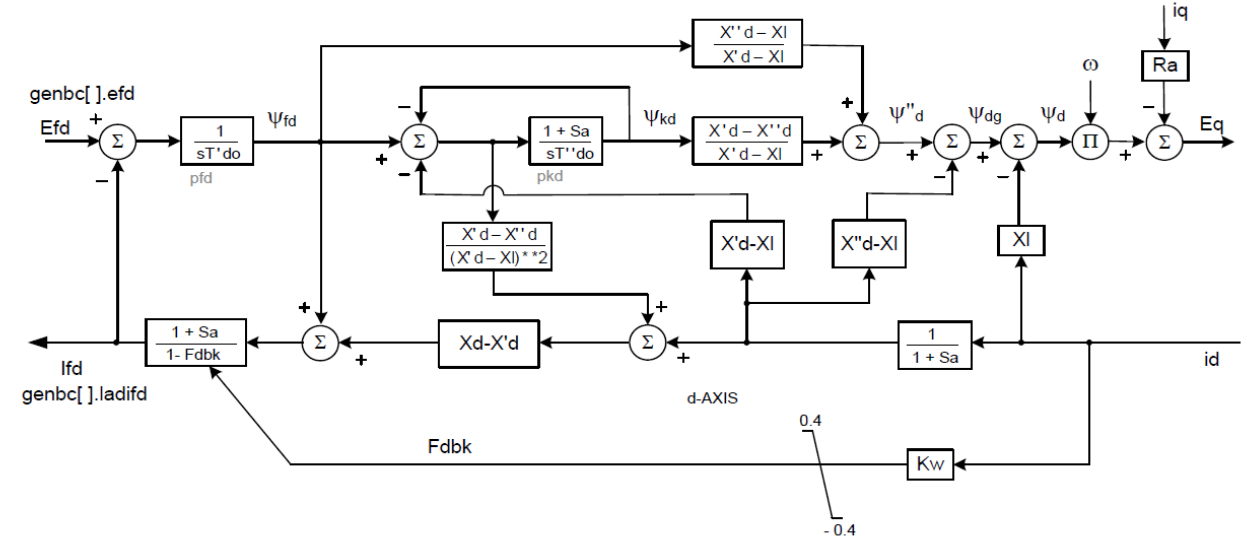 iq
X''d – Xl
X'd – Xl
Ra
ω
genbc[ ].efd
Efd
+
–
Σ
1
sT'do
pfd
ψfd
+
–
–
Σ
1 + Sa
sT''do
pkd
ψkd
X'd – X''d
X'd – Xl
+
+
Σ
ψ''d
+
–
Σ
ψdg
+
–
Σ
ψd
Π
+
–
Σ
Eq
X'd – X''d
(X'd – Xl)**2
X'd-Xl
X"d-Xl
Xl
+
+
Σ
+
+
Σ
1 + Sa
1- Fdbk
Xd-X'd
1
1 + Sa
Ifd
genbc[ ].ladifd
id
d-AXIS
0.4
Fdbk
Kw
- 0.4